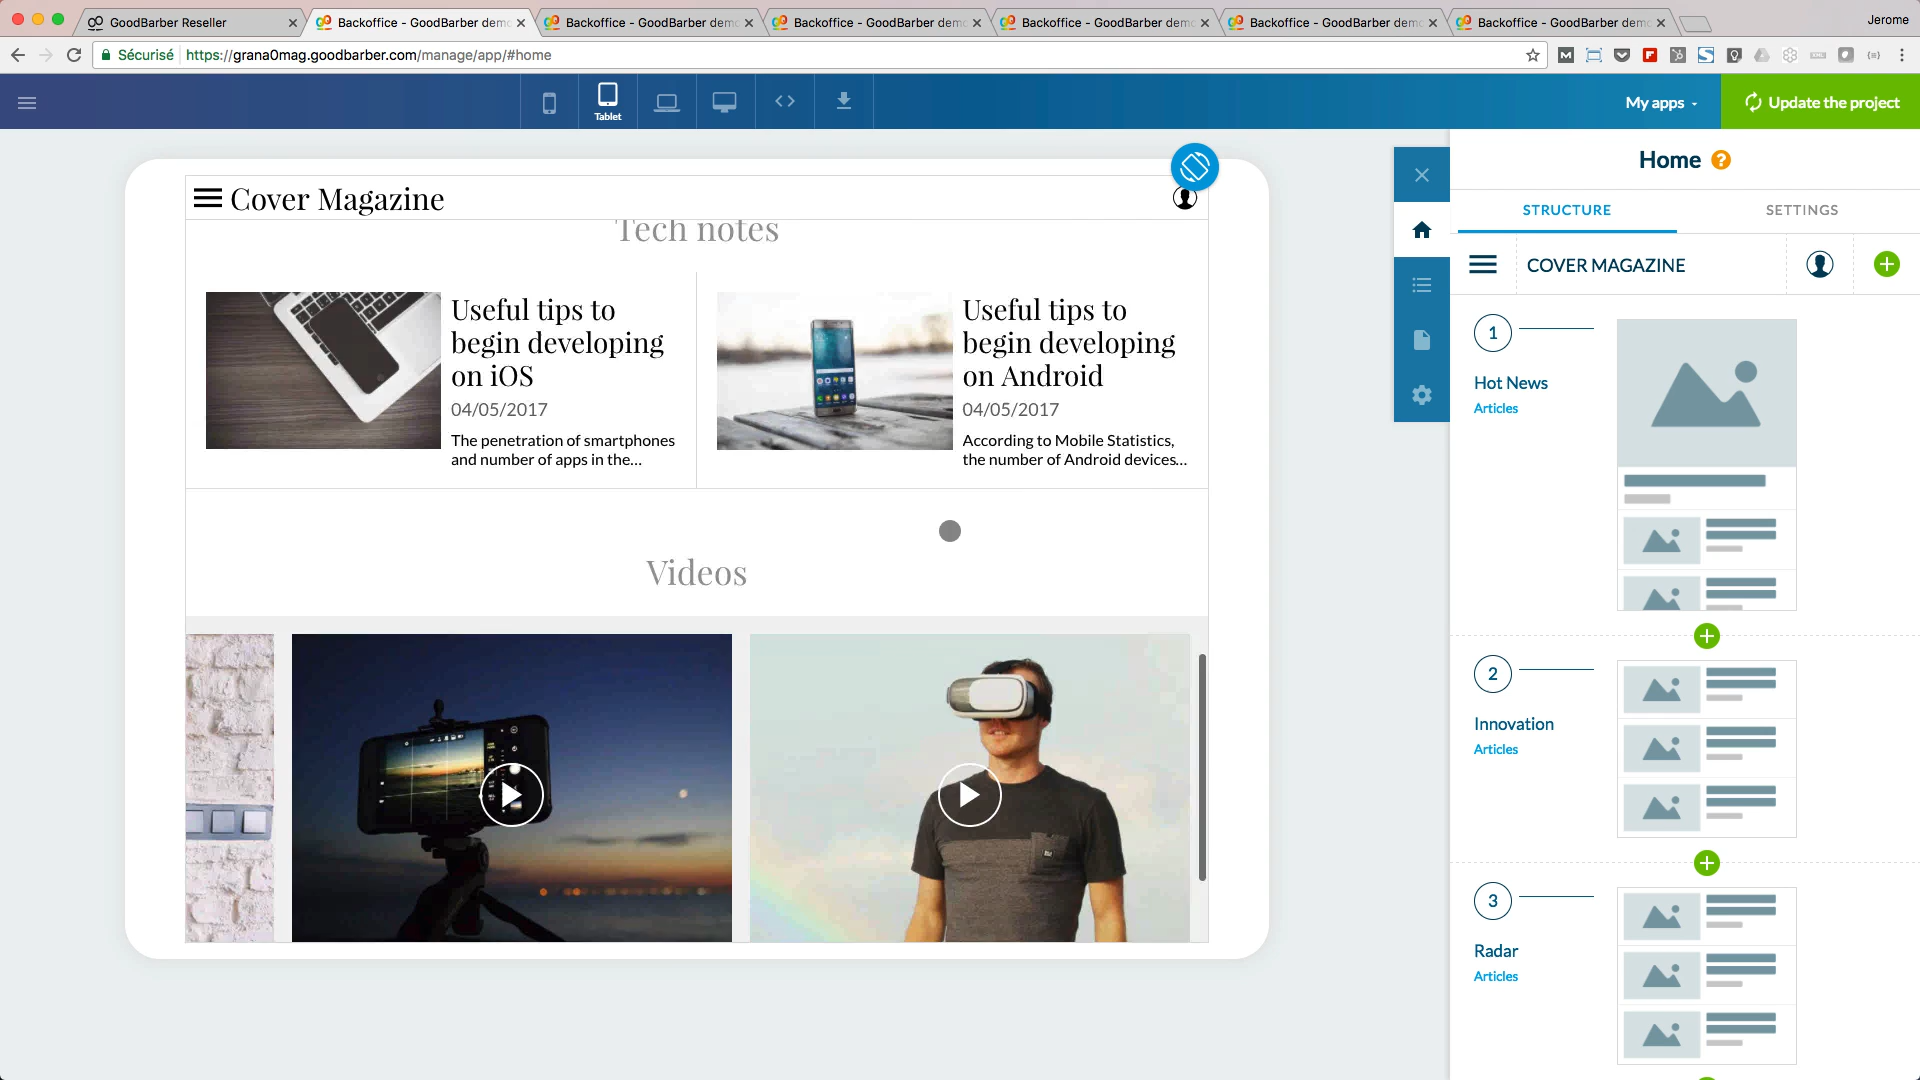 GoodBarber Reseller
Backoffice - GoodBarber demo
Backoffice - GoodBarber demo
Backoffice - GoodBarber demo
Backoffice - GoodBarber demo
Backoffice - GoodBarber demo
Backoffice - GoodBarber demo
Jerome
Sécurisé
https://grana0mag.goodbarber.com/manage/app/#home
Tablet
My apps
Update the project
Cover Magazine
Tech notes
Useful tips to
begin developing
on iOS
04/05/2017
The penetration of smartphones
and number of apps in the...
Useful tips to
begin developing
on Android
04/05/2017
According to Mobile Statistics,
the number of Android devices...
Videos
Home ?
STRUCTURE
SETTINGS
COVER MAGAZINE
1
Hot News
Articles
2
Innovation
Articles
3
Radar
Articles